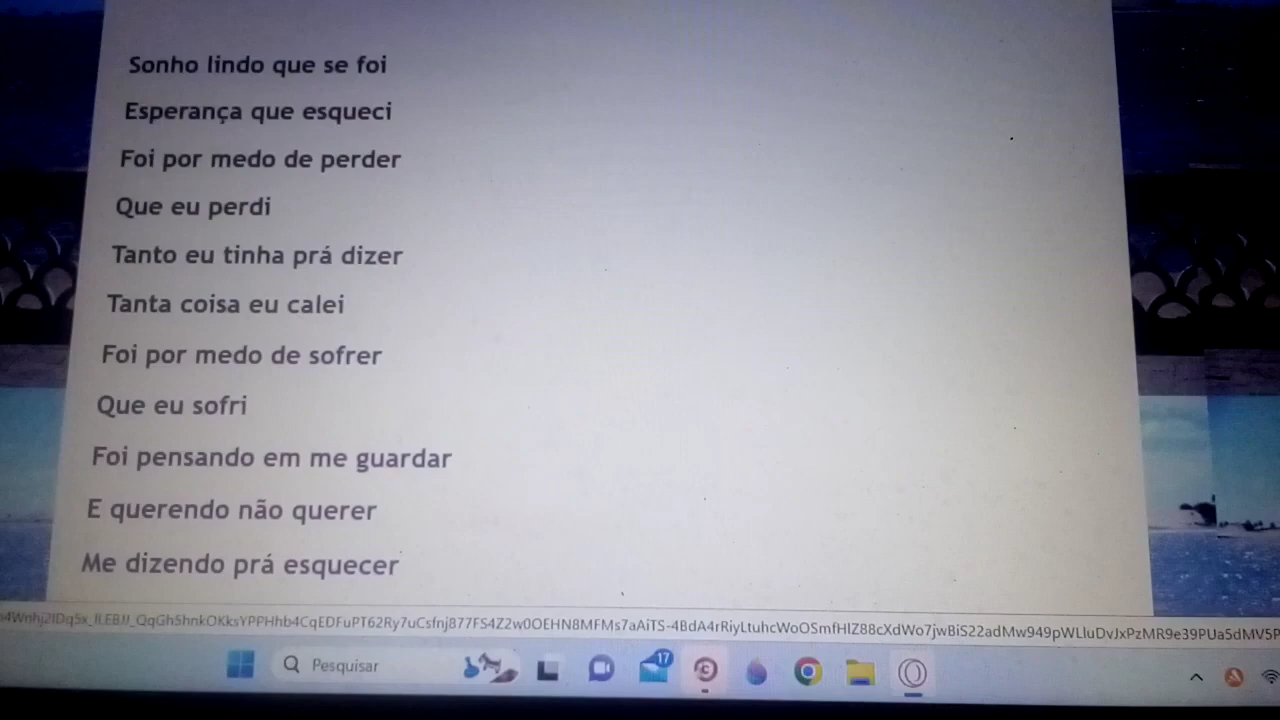 Sonho lindo que se foi
Esperança que esqueci
Foi por medo de perder
Que eu perdi
Tanto eu tinha prá dizer
Tanta coisa eu calei
Foi por medo de sofrer
Que eu sofri
Foi pensando em me guardar
E querendo não querer
Me dizendo prá esquecer
Pesquisar
17